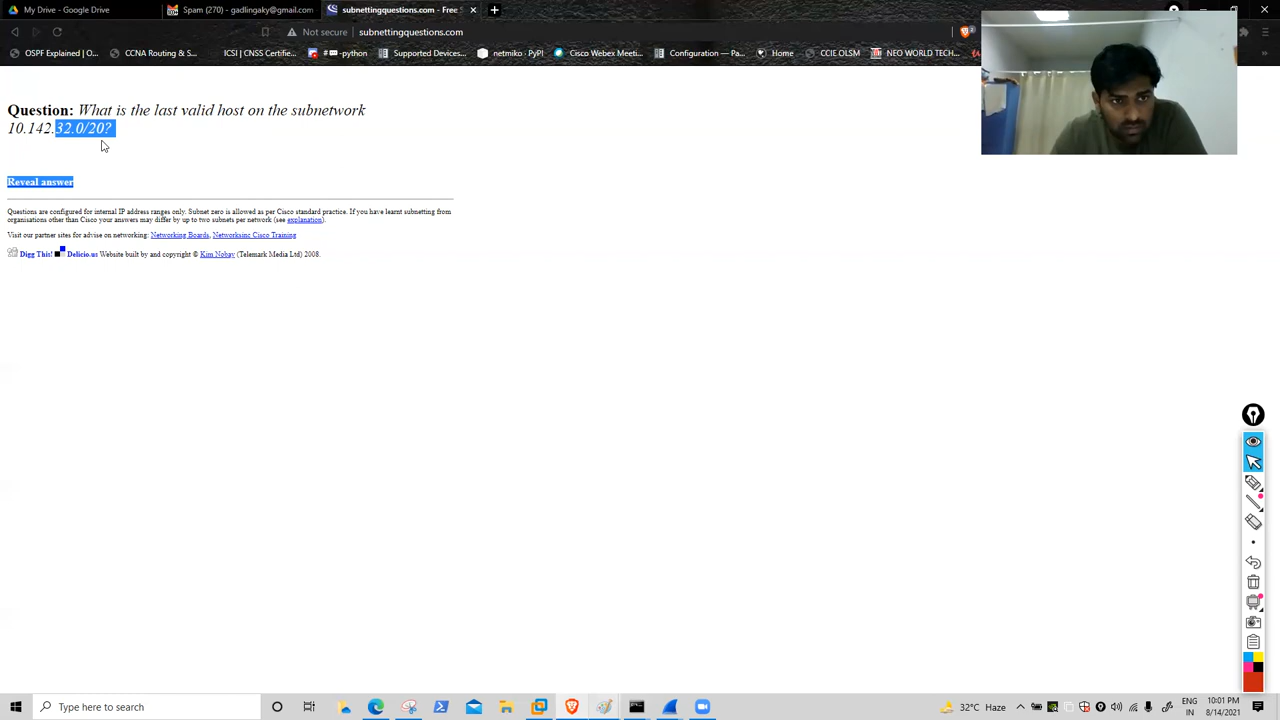 My Drive - Google Drive
Spam (270) - gadlingaky@gmail.com
subnettingquestions.com - Free S
Not secure
subnettingquestions.com
OSPF Explained | O...
CCNA Routing & S...
ICSI | CNSS Certifie...
#-python
Supported Devices...
netmiko · PyPI
Cisco Webex Meeti...
Configuration — Pa...
Home
CCIE OLSM
NEO WORLD TECH...
Question: What is the last valid host on the subnetwork
10.142.32.0/20?
Reveal answer
Questions are configured for internal IP address ranges only. Subnet zero is allowed as per Cisco standard practice. If you have learnt subnetting from
organisations other than Cisco your answers may differ by up to two subnets per network (see explanation).
Visit our partner sites for advise on networking: Networking Boards, Networksinc Cisco Training
Digg This! Delicio.us Website built by and copyright © Kim Nobay (Telemark Media Ltd) 2008.
Type here to search
32°C Haze
ENG
IN
10:01 PM
8/14/2021